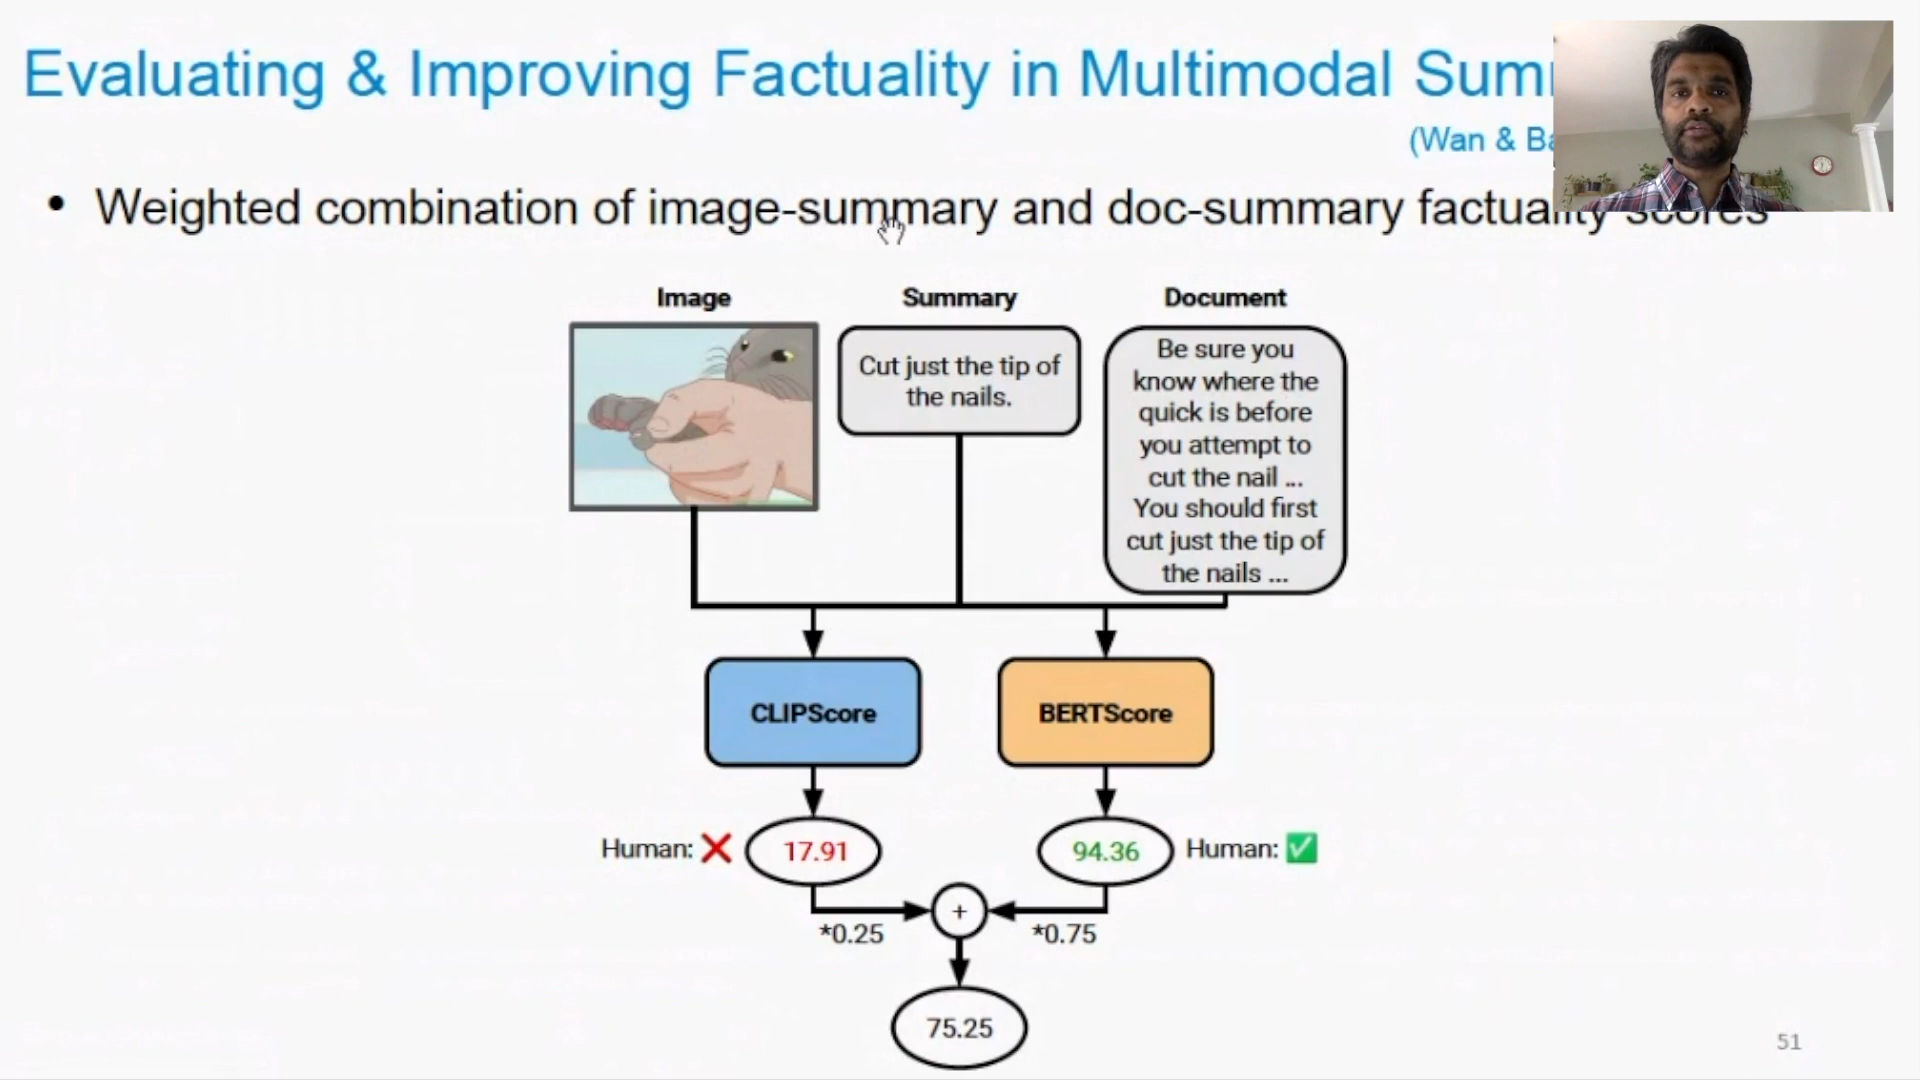 Evaluating & Improving Factuality in Multimodal
(Wan &
• Weighted combination of image-summary and doc-summary factuality scores
Image
Summary
Document
Cut just the tip of
the nails.
Be sure you
know where the
quick is before
you attempt to
cut the nail ...
You should first
cut just the tip of
the nails ...
CLIPScore
BERTScore
Human: ❌
17.91
94.36
Human: ✅
+
*0.25
*0.75
75.25
51